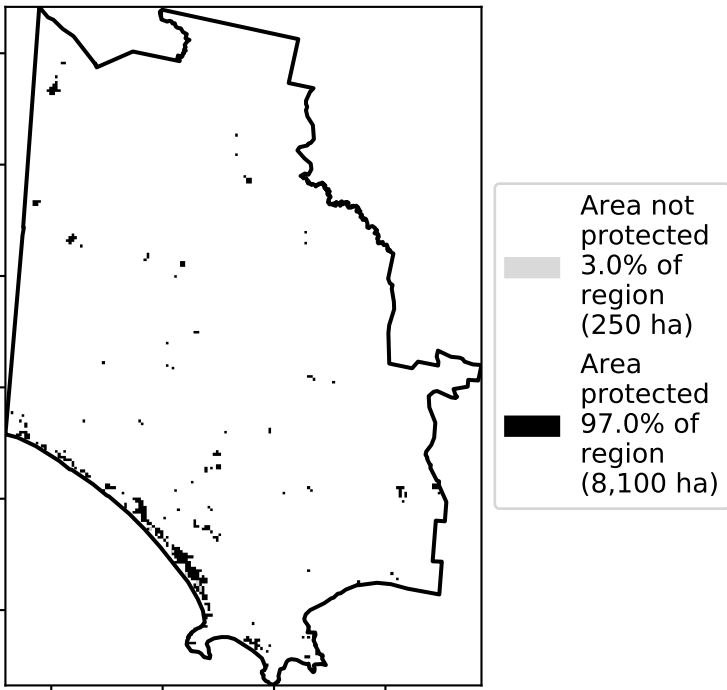 Area not
protected
3.0% of
region
(250 ha)
Area
protected
97.0% of
region
(8,100 ha)